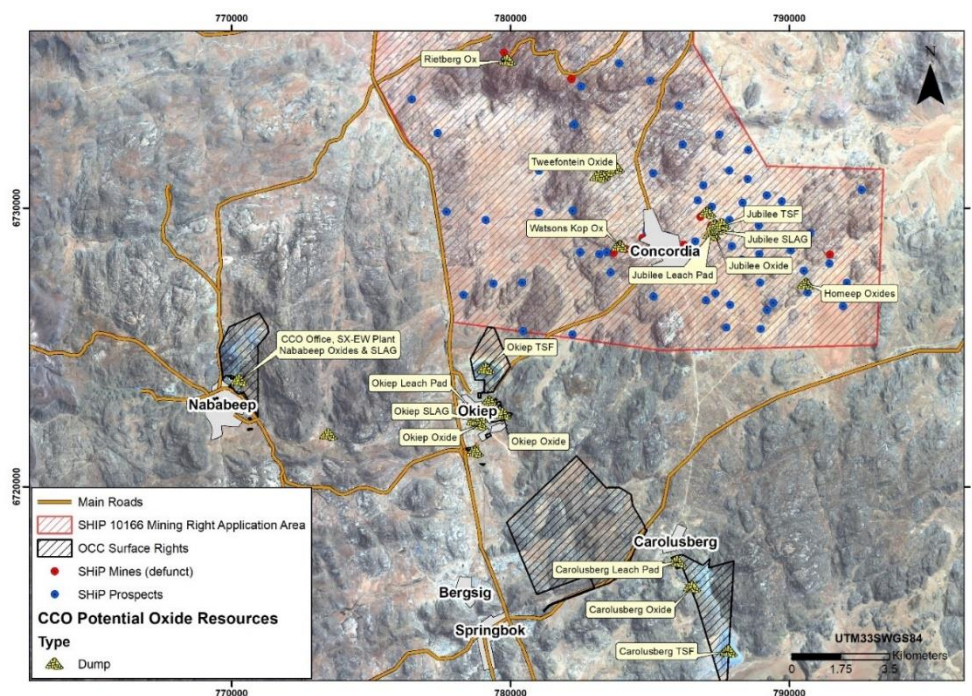 770000
780000
790000
N
Rietberg Ox
Tweefontein Oxide
6730000
6730000
Jubilee TSF
Watsons Kop Ox
Concordia
Jubilee SLAG
Jubilee Leach Pad
Jubilee Oxide
Homeep Oxides
CCO Office, SX-EW Plant
Nababeep Oxides & SLAG
Okiep TSF
Okiep Leach Pad
Nababeep
Okiep SLAG
Okiep
Okiep Oxide
Okiep Oxide
6720000
6720000
Main Roads
SHIP 10166 Mining Right Application Area
OCC Surface Rights
SHiP Mines (defunct)
SHiP Prospects
CCO Potential Oxide Resources
Type
Dump
Carolusberg
Carolusberg Leach Pad
Bergsig
Carolusberg Oxide
Springbok
Carolusberg TSF
UTM33SWGS84
Kilometers
0 1.75 3.5
770000
780000
790000